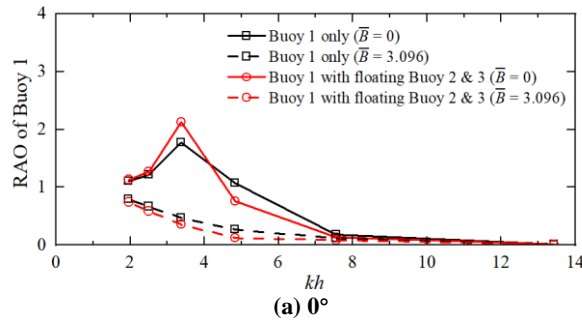 4
3
2
1
0
RAO of Buoy 1
Buoy 1 only (B̅ = 0)
Buoy 1 only (B̅ = 3.096)
Buoy 1 with floating Buoy 2 & 3 (B̅ = 0)
Buoy 1 with floating Buoy 2 & 3 (B̅ = 3.096)
0 2 4 6 8 10 12 14
kh
(a) 0°